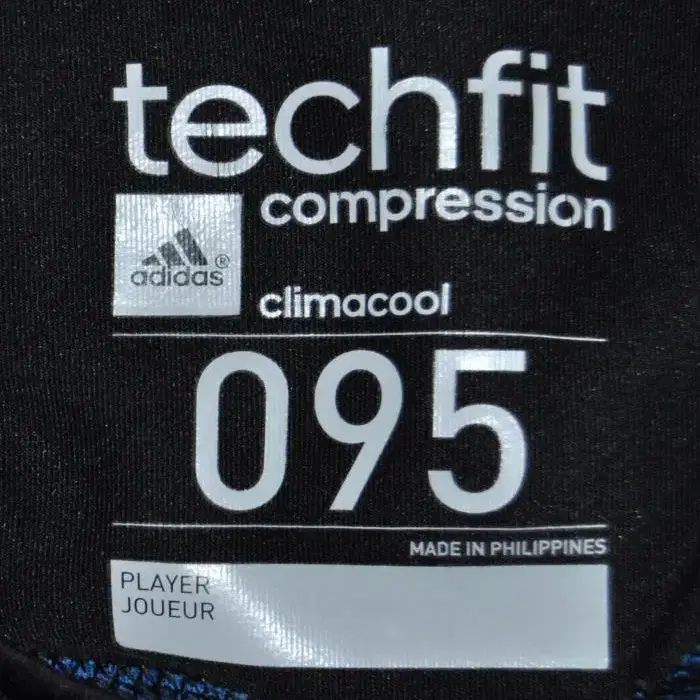 techfit
compression
adidas®
climacool
095
MADE IN PHILIPPINES
PLAYER
JOUEUR